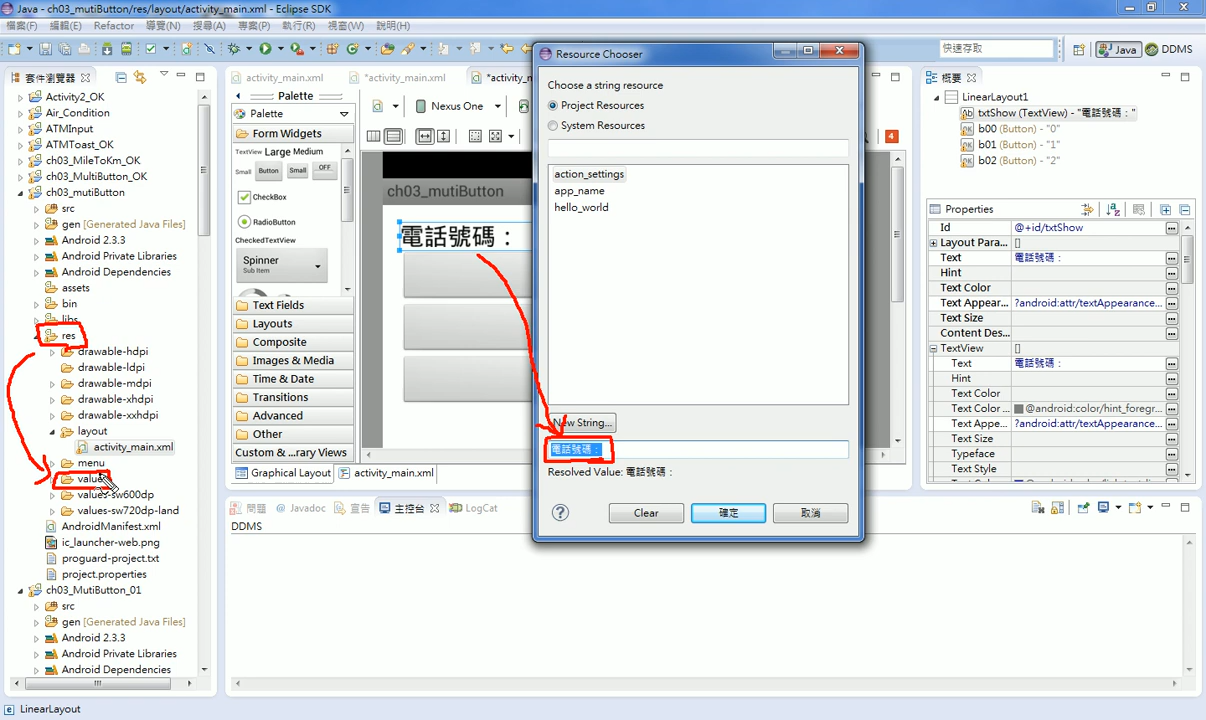 Java - ch03_mutiButton/res/layout/activity_main.xml - Eclipse SDK
檔案(F) 編輯(E) Refactor 導覽(N) 搜尋(A) 專案(P) 執行(R) 視窗(W) 說明(H)
快速存取
Java
DDMS
套件瀏覽器
Activity2_OK
Air_Condition
ATMInput
ATMToast_OK
ch03_MileToKm_OK
ch03_MultiButton_OK
ch03_mutiButton
src
gen [Generated Java Files]
Android 2.3.3
Android Private Libraries
Android Dependencies
assets
bin
libs
res
drawable-hdpi
drawable-ldpi
drawable-mdpi
drawable-xhdpi
drawable-xxhdpi
layout
activity_main.xml
menu
values-sw600dp
values-sw720dp-land
AndroidManifest.xml
ic_launcher-web.png
proguard-project.txt
project.properties
ch03_MutiButton_01
src
gen [Generated Java Files]
Android 2.3.3
Android Private Libraries
Android Dependencies
activity_main.xml
*activity_main.xml
Palette
Palette
Form Widgets
TextView Large Medium
Small Button Small OFF
CheckBox
RadioButton
CheckedTextView
Spinner
Sub Item
Text Fields
Layouts
Composite
Images & Media
Time & Date
Transitions
Advanced
Other
Custom & ...rary Views
Graphical Layout
activity_main.xml
Nexus One
4
ch03_mutiButton
電話號碼：
Resource Chooser
Choose a string resource
Project Resources
System Resources
action_settings
app_name
hello_world
New String...
電話號碼：
Resolved Value: 電話號碼：
?
Clear
確定
取消
概要
LinearLayout1
txtShow (TextView) - "電話號碼："
b00 (Button) - "0"
b01 (Button) - "1"
b02 (Button) - "2"
Properties
Id @+id/txtShow
Layout Para... []
Text 電話號碼：
Hint
Text Color
Text Appear... ?android:attr/textAppearance...
Text Size
Content Des...
TextView []
Text 電話號碼：
Hint
Text Color
Text Color ... @android:color/hint_foregr...
Text Size
Typeface
Text Style
問題
Javadoc
宣告
主控台
LogCat
DDMS
LinearLayout